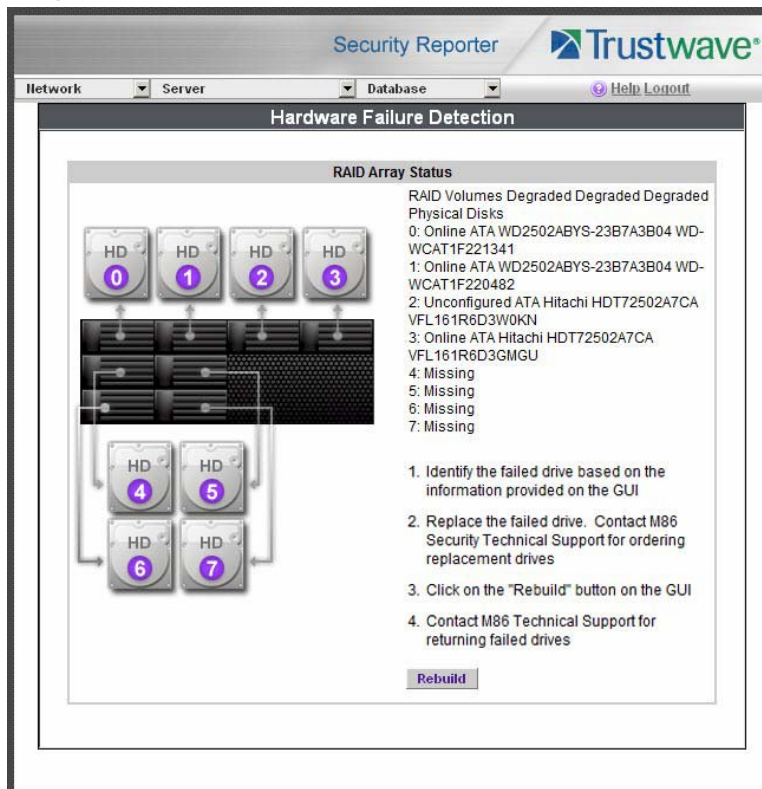 Security Reporter
Trustwave®
Network
Server
Database
Help Logout
Hardware Failure Detection
RAID Array Status
HD
0
HD
1
HD
2
HD
3
HD
4
HD
5
HD
6
HD
7
RAID Volumes Degraded Degraded Degraded
Physical Disks
0: Online ATA WD2502ABYS-23B7A3B04 WD-
WCAT1F221341
1: Online ATA WD2502ABYS-23B7A3B04 WD-
WCAT1F220482
2: Unconfigured ATA Hitachi HDT72502A7CA
VFL161R6D3W0KN
3: Online ATA Hitachi HDT72502A7CA
VFL161R6D3GMGU
4: Missing
5: Missing
6: Missing
7: Missing
1. Identify the failed drive based on the
information provided on the GUI
2. Replace the failed drive. Contact M86
Security Technical Support for ordering
replacement drives
3. Click on the "Rebuild" button on the GUI
4. Contact M86 Technical Support for
returning failed drives
Rebuild